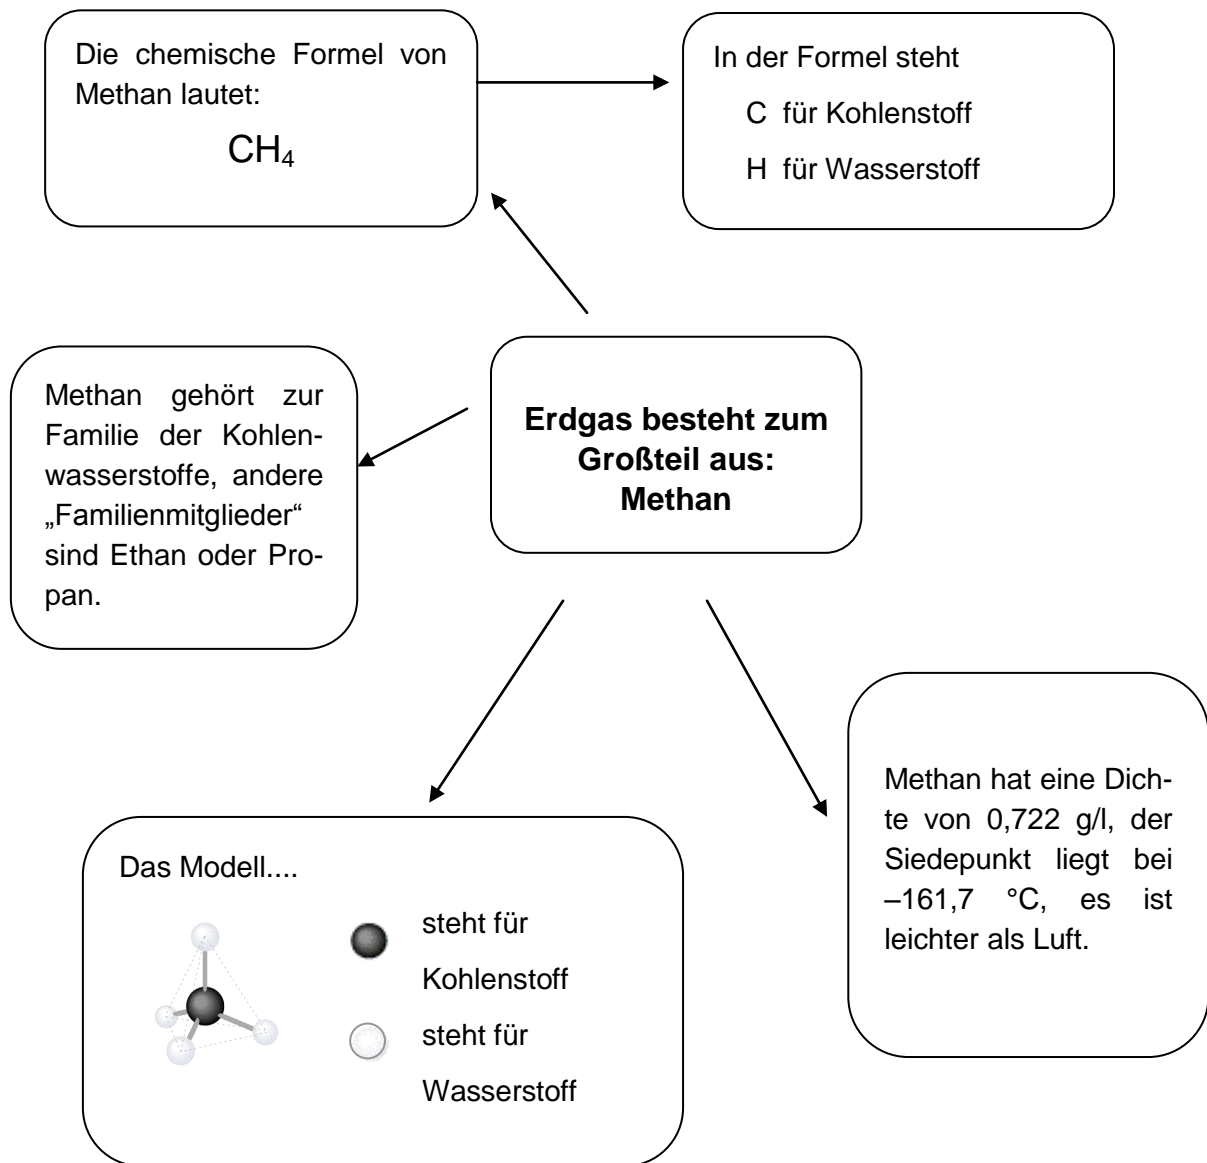 Die chemische Formel von
Methan lautet:
CH₄
In der Formel steht
C für Kohlenstoff
H für Wasserstoff
Methan gehört zur
Familie der Kohlen-
wasserstoffe, andere
„Familienmitglieder“
sind Ethan oder Pro-
pan.
Erdgas besteht zum
Großteil aus:
Methan
Das Modell....
steht für
Kohlenstoff
steht für
Wasserstoff
Methan hat eine Dich-
te von 0,722 g/l, der
Siedepunkt liegt bei
–161,7 °C, es ist
leichter als Luft.